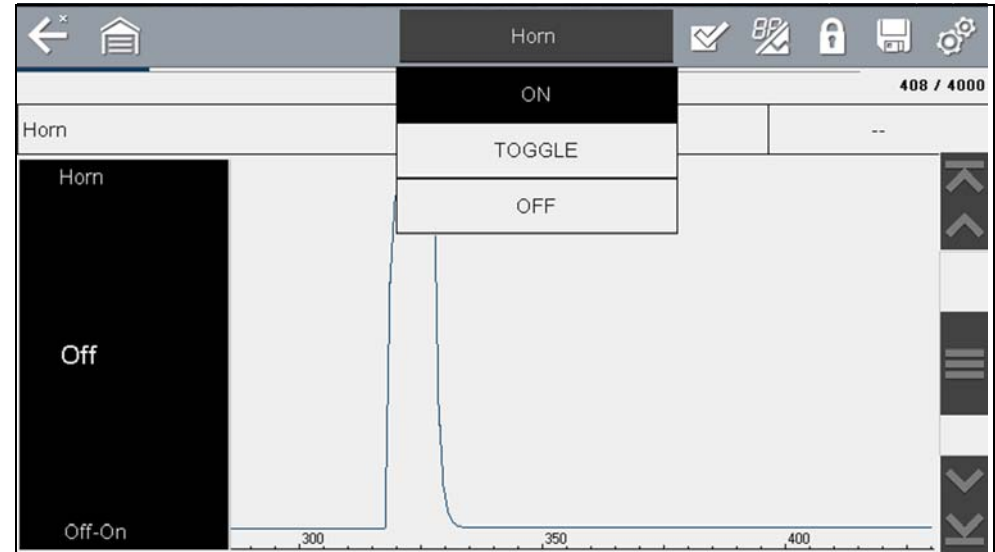 Horn
ON
408 / 4000
Horn
--
TOGGLE
OFF
Horn
Off
Off-On
300
350
400